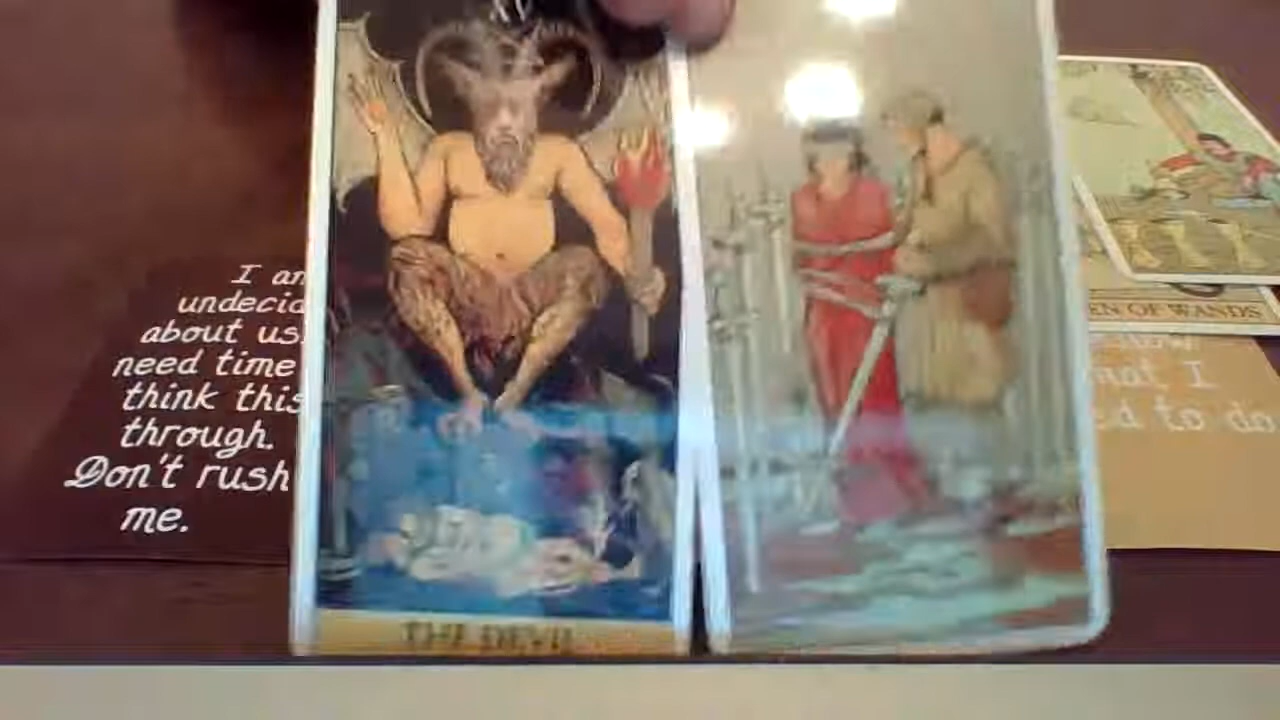 I am
undecid
about us.
need time
think this
through.
Don't rush
me.
THE DEVIL
EN OF WANDS
hat I
ed to do